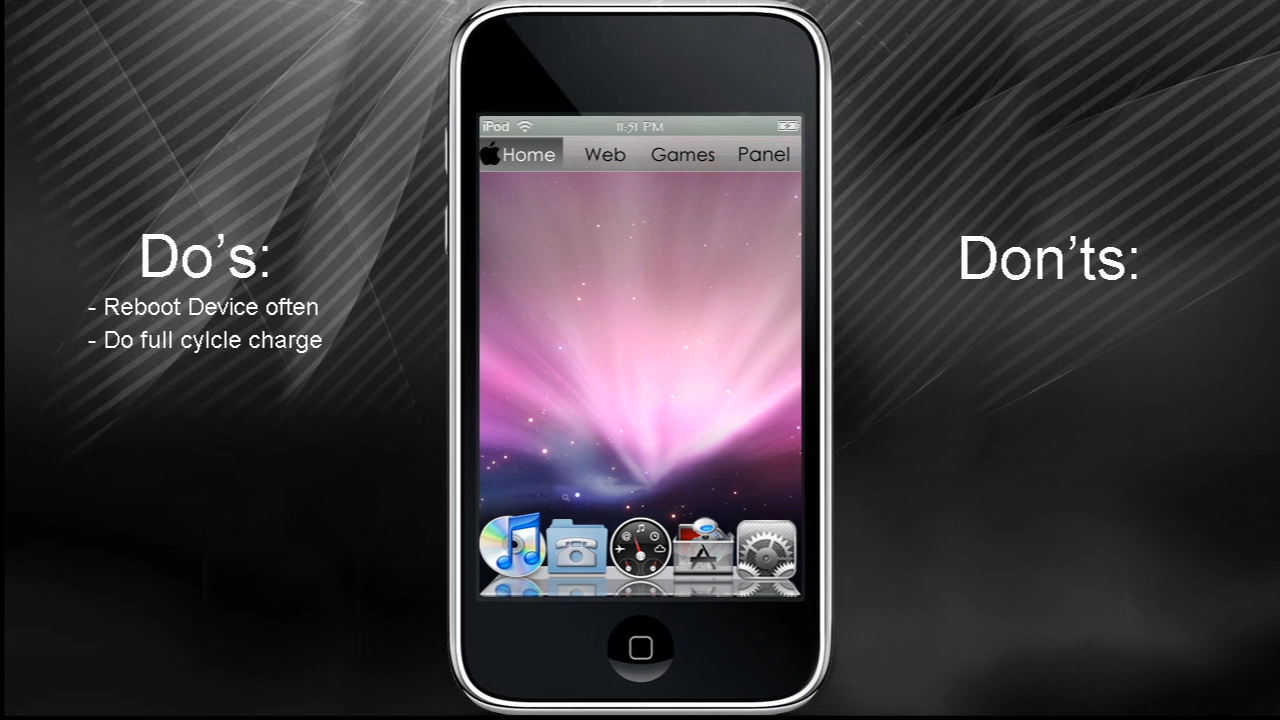 iPod 11:51 PM
Home Web Games Panel
Do’s:
- Reboot Device often
- Do full cylcle charge
Don’ts: